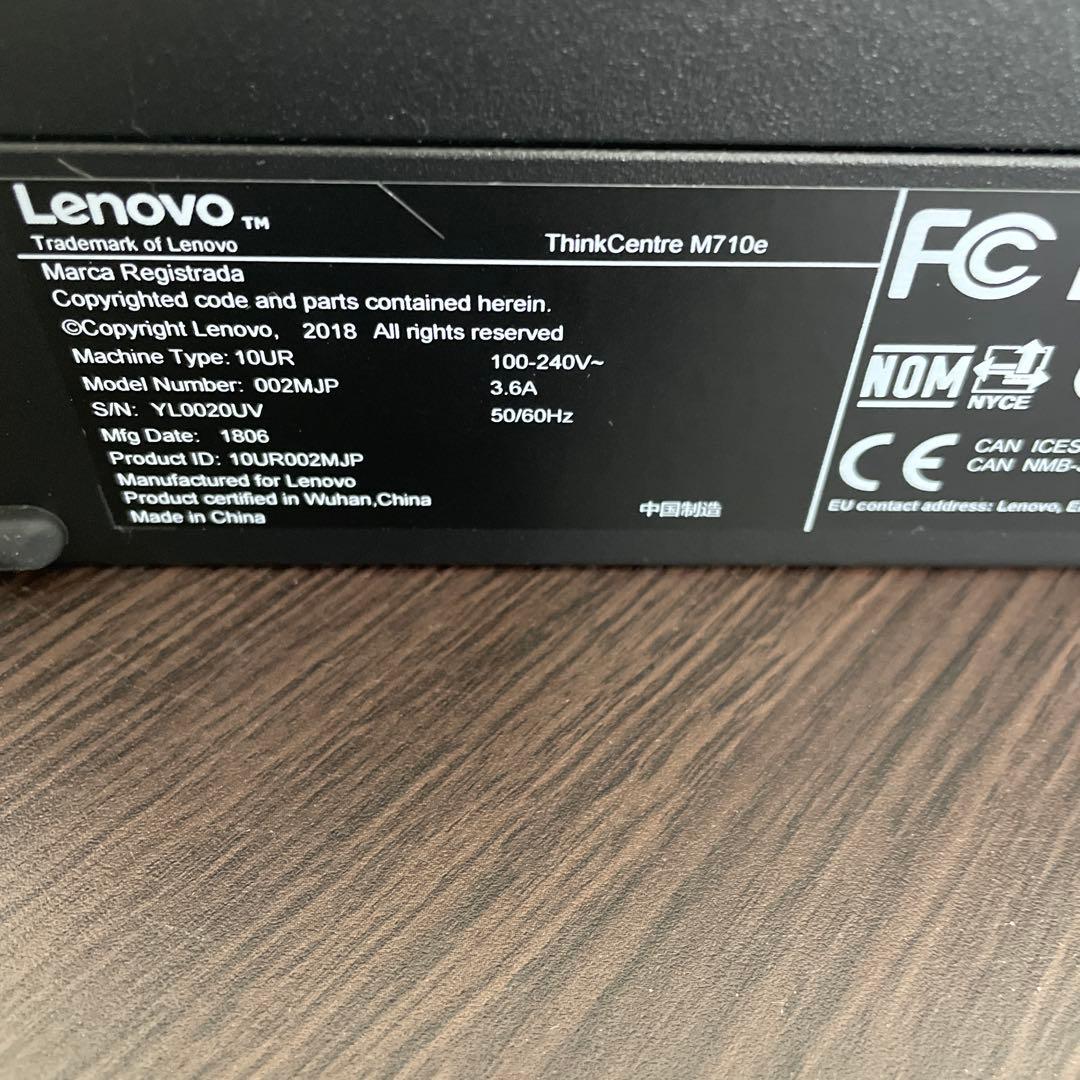 Lenovo TM
Trademark of Lenovo
ThinkCentre M710e
Marca Registrada
Copyrighted code and parts contained herein.
©Copyright Lenovo, 2018 All rights reserved
Machine Type: 10UR
100-240V~
Model Number: 002MJP
3.6A
S/N: YL0020UV
50/60Hz
Mfg Date: 1806
Product ID: 10UR002MJP
Manufactured for Lenovo
Product certified in Wuhan,China
Made in China
中国制造
FC
NOM
NYCE
CE
CAN ICES
CAN NMB-
EU contact address: Lenovo,